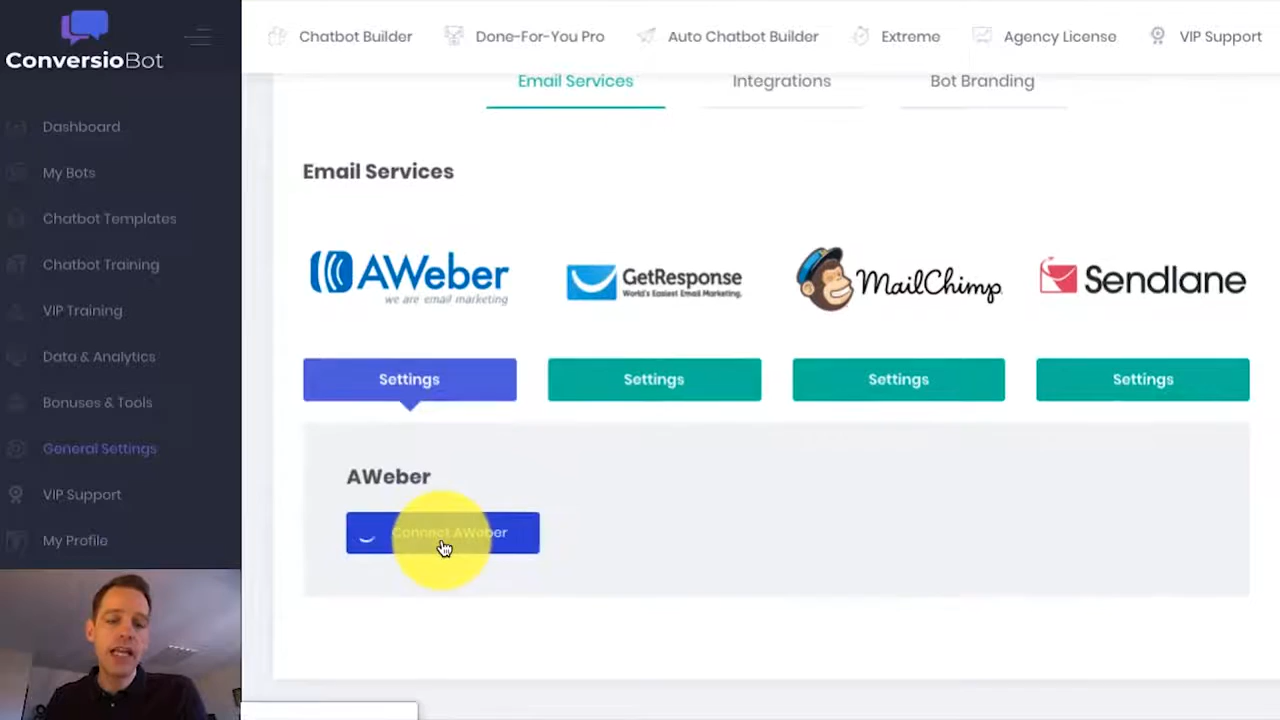 ConversioBot
Chatbot Builder
Done-For-You Pro
Auto Chatbot Builder
Extreme
Agency License
VIP Support
Dashboard
My Bots
Chatbot Templates
Chatbot Training
VIP Training
Data & Analytics
Bonuses & Tools
General Settings
VIP Support
My Profile
Email Services
Integrations
Bot Branding
Email Services
AWeber
we are email marketing
GetResponse
World's Easiest Email Marketing.
MailChimp
Sendlane
Settings
Settings
Settings
Settings
AWeber
Connect AWeber